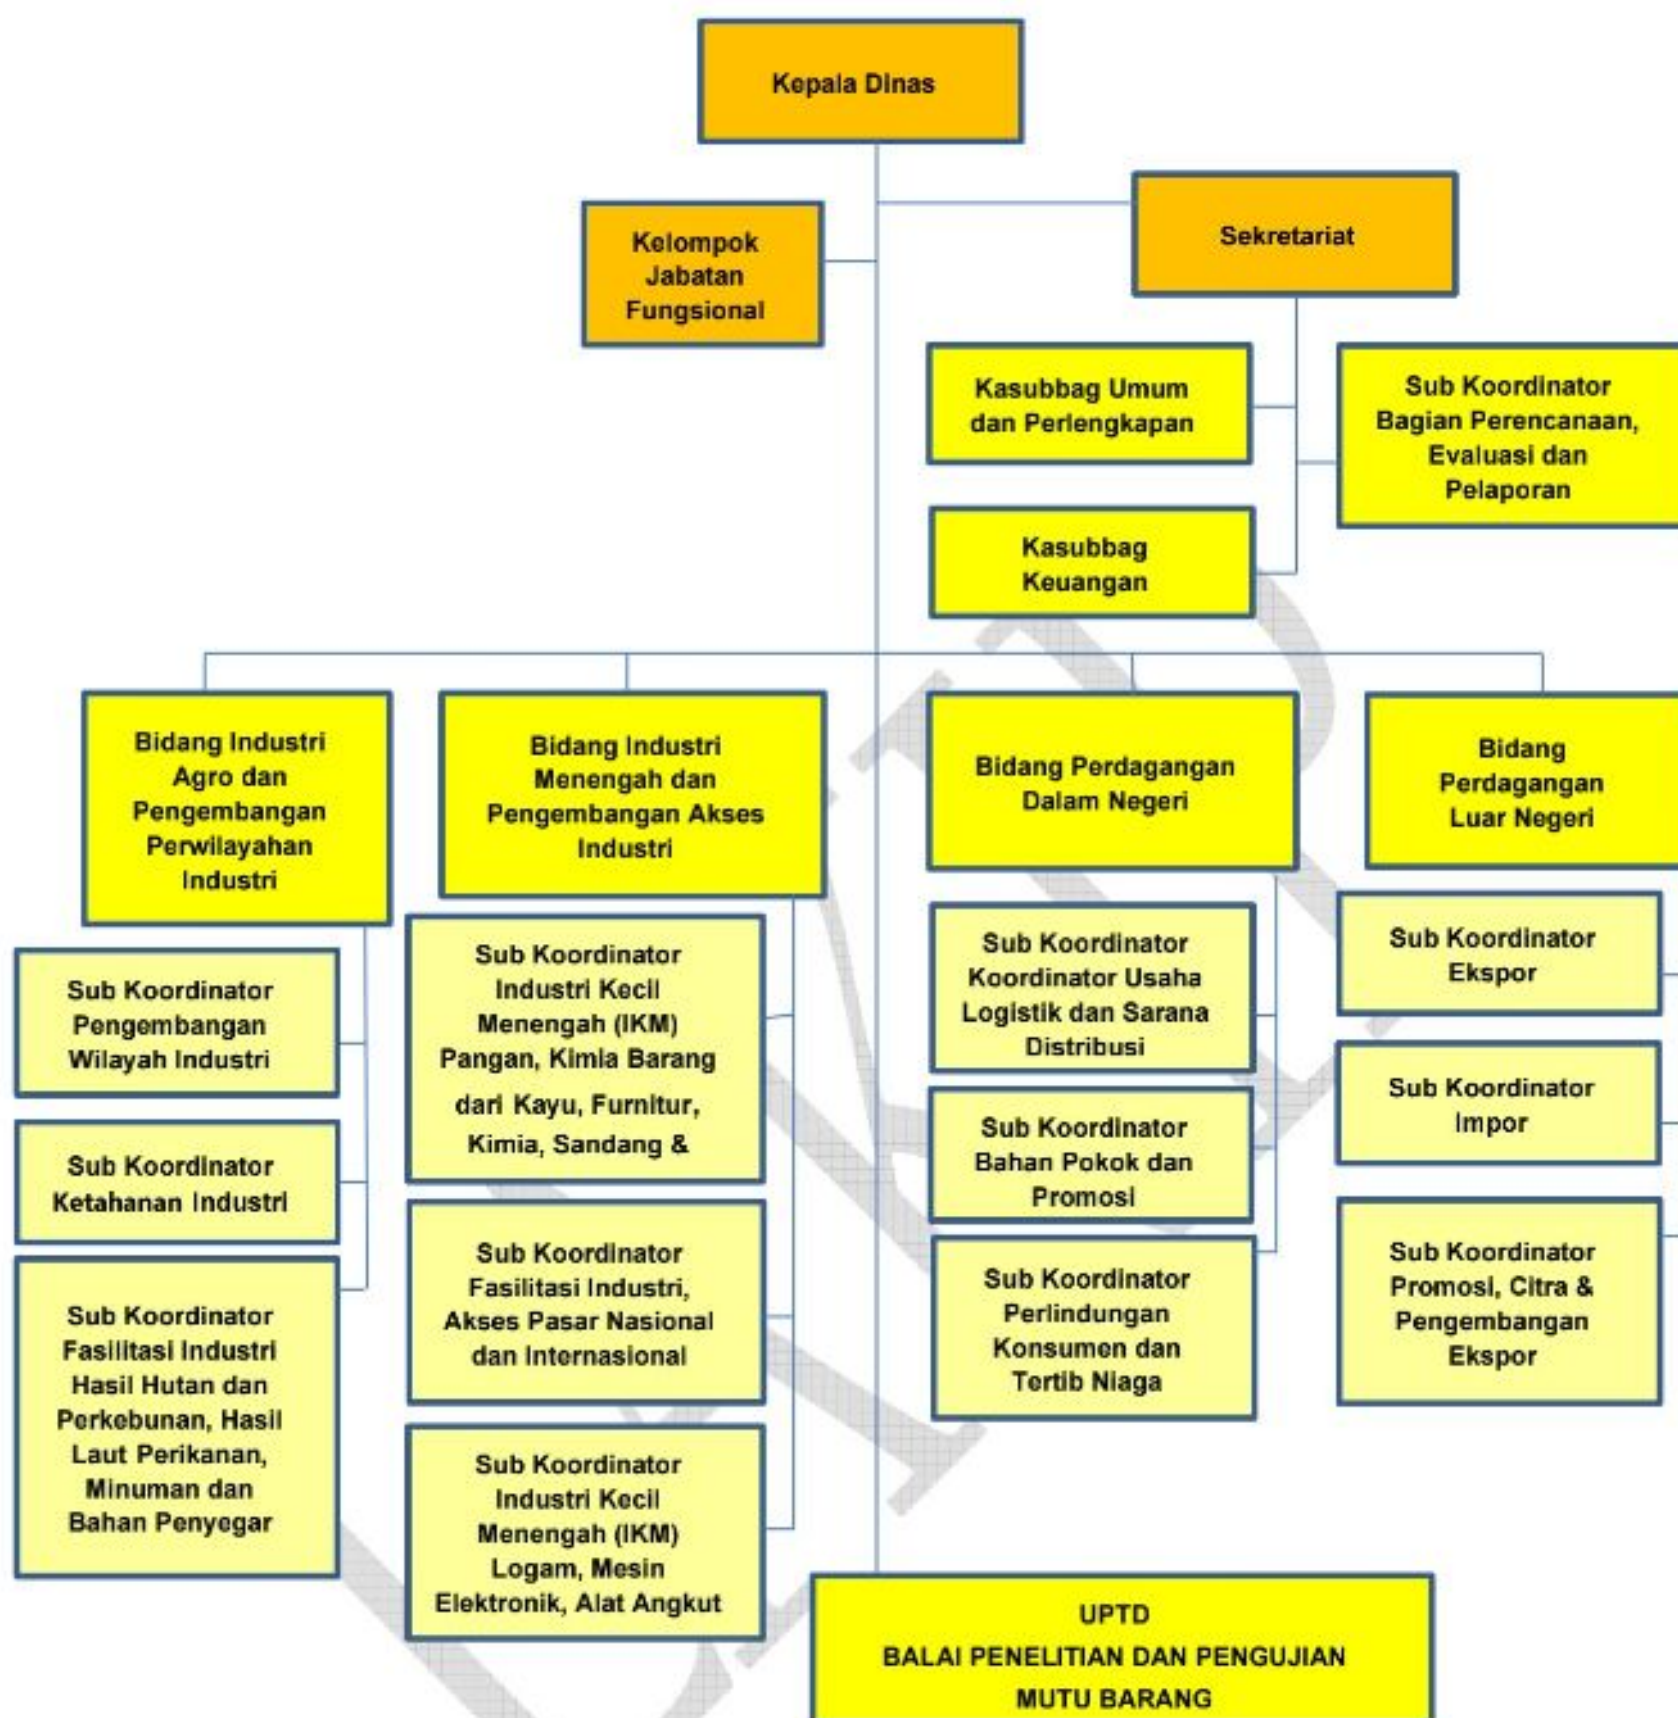 Kepala Dinas
Kelompok
Jabatan
Fungsional
Sekretariat
Kasubbag Umum
dan Perlengkapan
Sub Koordinator
Bagian Perencanaan,
Evaluasi dan
Pelaporan
Kasubbag
Keuangan
Bidang Industri
Agro dan
Pengembangan
Perwilayahan
Industri
Bidang Industri
Menengah dan
Pengembangan Akses
Industri
Bidang Perdagangan
Dalam Negeri
Bidang
Perdagangan
Luar Negeri
Sub Koordinator
Pengembangan
Wilayah Industri
Sub Koordinator
Ketahanan Industri
Sub Koordinator
Fasilitasi Industri
Hasil Hutan dan
Perkebunan, Hasil
Laut Perikanan,
Minuman dan
Bahan Penyegar
Sub Koordinator
Industri Kecil
Menengah (IKM)
Pangan, Kimia Barang
dari Kayu, Furnitur,
Kimia, Sandang &
Sub Koordinator
Fasilitasi Industri,
Akses Pasar Nasional
dan Internasional
Sub Koordinator
Industri Kecil
Menengah (IKM)
Logam, Mesin
Elektronik, Alat Angkut
Sub Koordinator
Koordinator Usaha
Logistik dan Sarana
Distribusi
Sub Koordinator
Bahan Pokok dan
Promosi
Sub Koordinator
Perlindungan
Konsumen dan
Tertib Niaga
Sub Koordinator
Ekspor
Sub Koordinator
Impor
Sub Koordinator
Promosi, Citra &
Pengembangan
Ekspor
UPTD
BALAI PENELITIAN DAN PENGUJIAN
MUTU BARANG